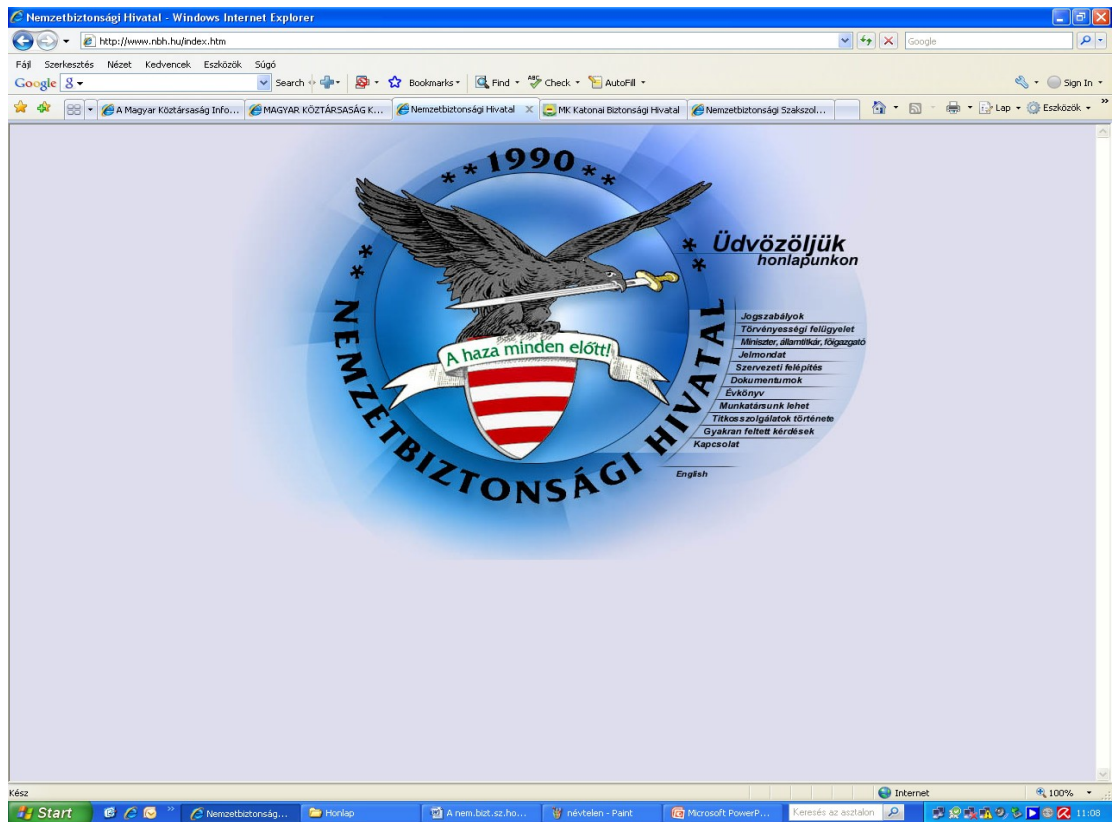 Nemzetbiztonsági Hivatal - Windows Internet Explorer
http://www.nbh.hu/index.htm
Google
Fájl Szerkesztés Nézet Kedvencek Eszközök Súgó
Google Search Bookmarks Find Check AutoFill Sign In
A Magyar Köztársaság Info... MAGYAR KÖZTÁRSASÁG K... Nemzetbiztonsági Hivatal MK Katonai Biztonsági Hivatal Nemzetbiztonsági Szakszol... Lap Eszközök
** 1990 **
NEMZETBIZTONSÁGI HIVATAL
A haza minden előtt!
Üdvözöljük
honlapunkon
Jogszabályok
Törvényességi felügyelet
Miniszter, államtitkár, főigazgató
Jelmondat
Szervezeti felépítés
Dokumentumok
Évkönyv
Munkatársunk lehet
Titkosszolgálatok története
Gyakran feltett kérdések
Kapcsolat
English
Kész Internet 100%
Start Nemzetbiztonság... Honlap A nem.bizt.sz.ho... névtelen - Paint Microsoft PowerP... Keresés az asztalon 11:08